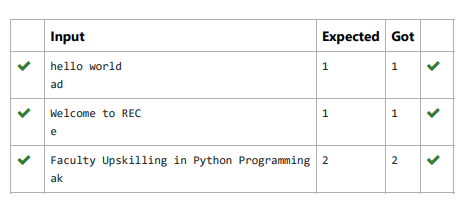 Input Expected Got
hello world 1 1
ad
Welcome to REC 1 1
e
Faculty Upskilling in Python Programming 2 2
ak